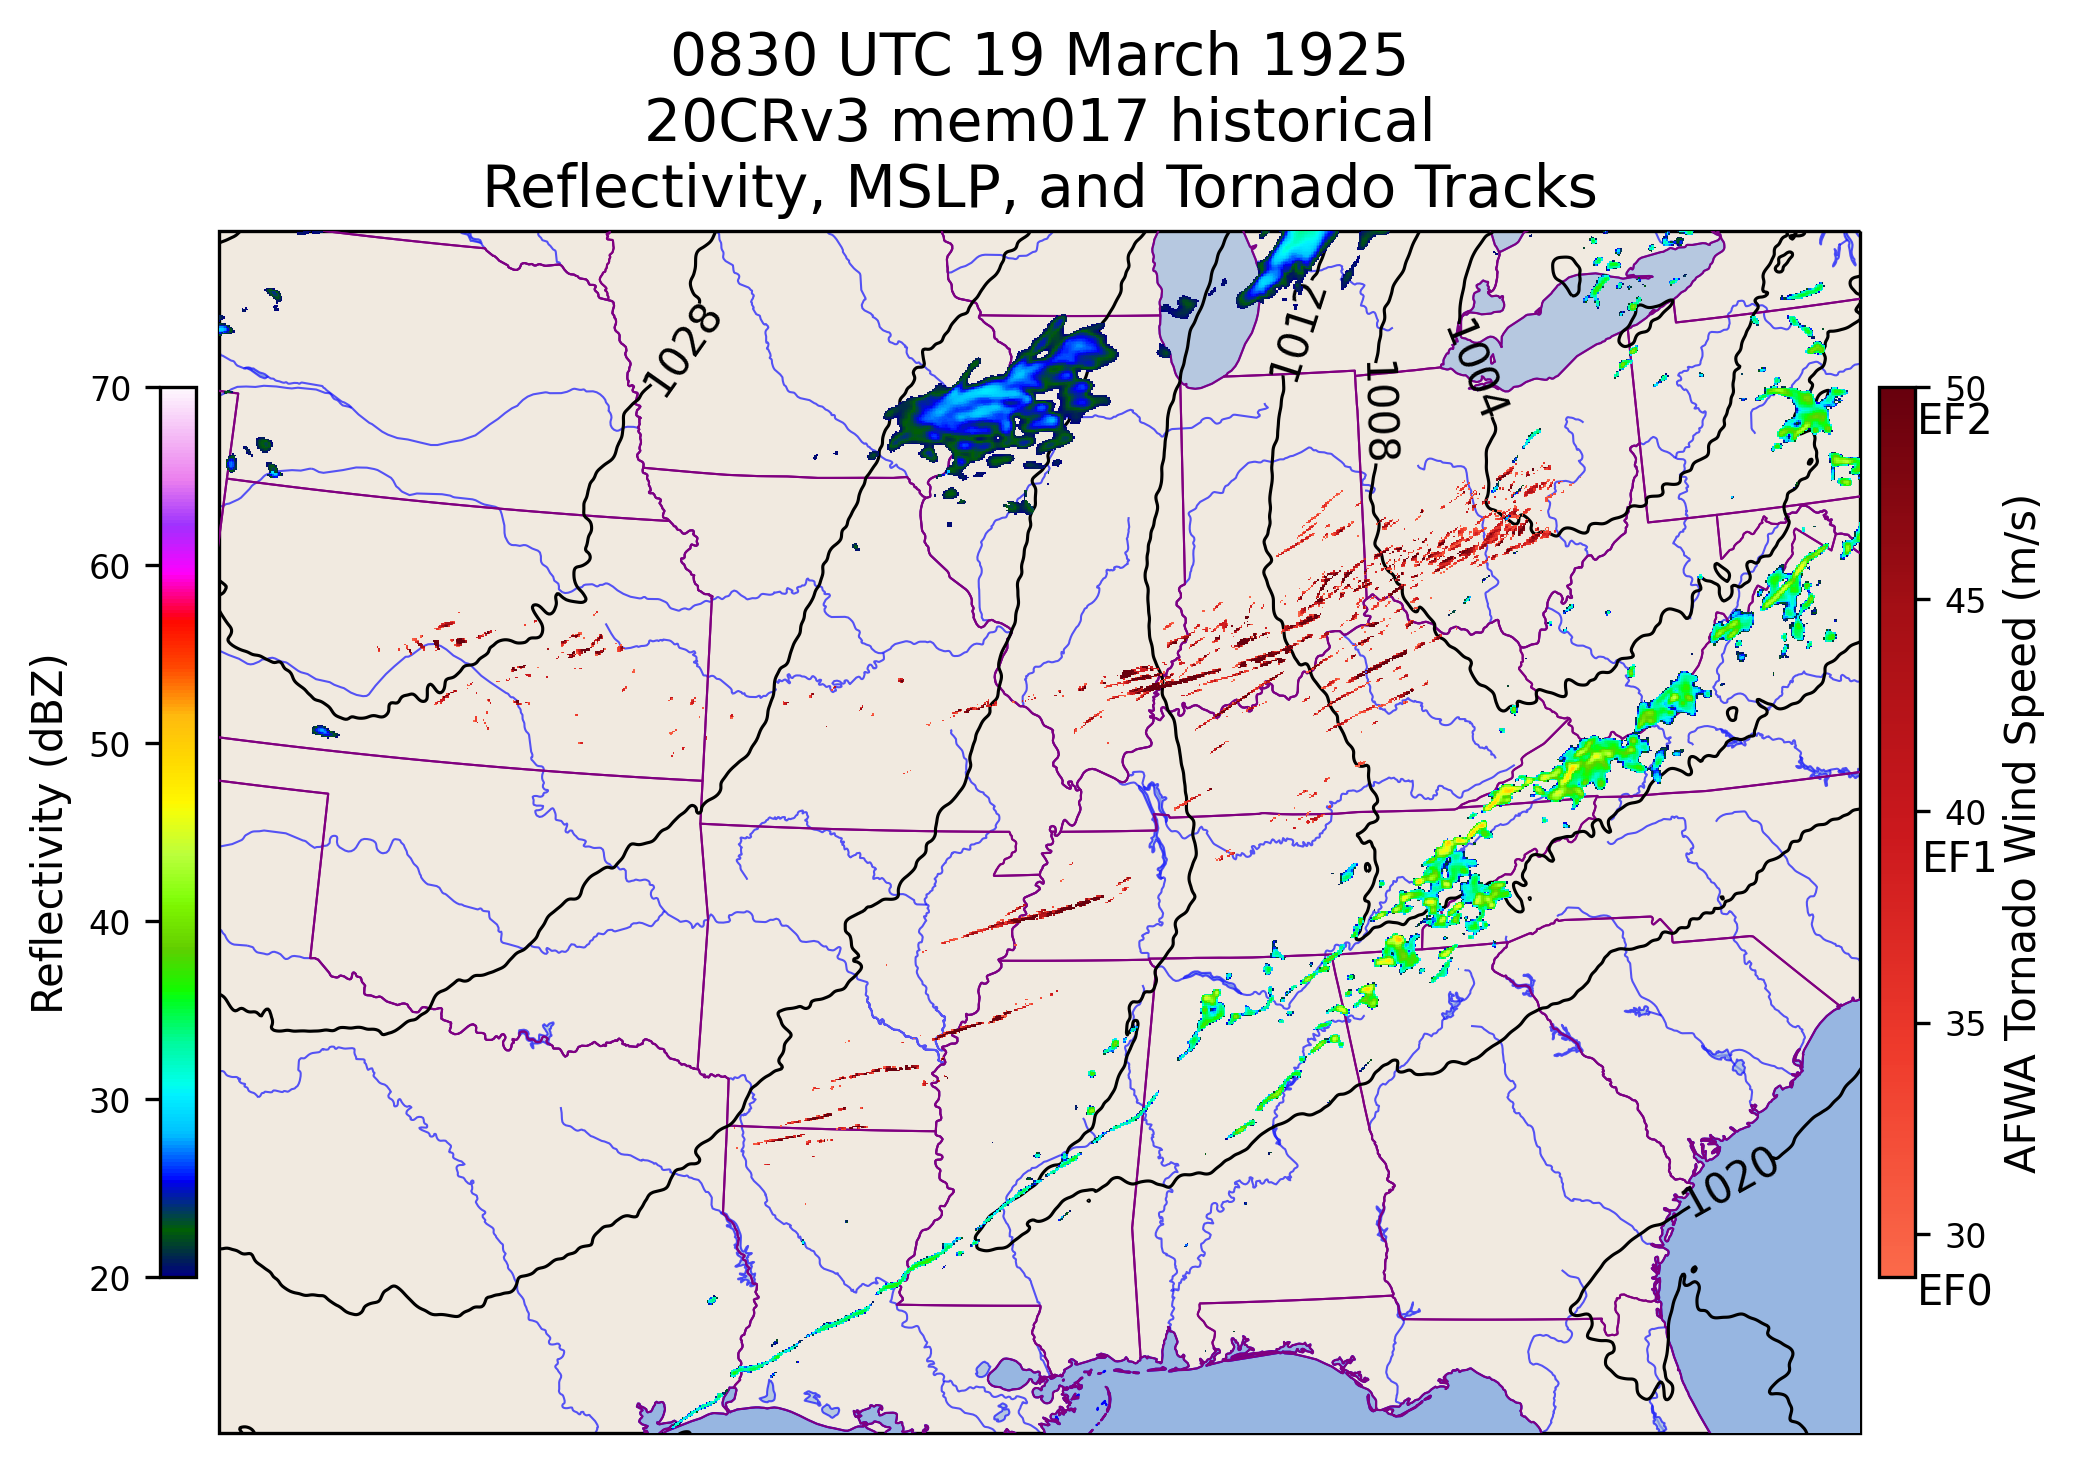 0830 UTC 19 March 1925
20CRv3 mem017 historical
Reflectivity, MSLP, and Tornado Tracks
1028
1012
1008
1004
1020
Reflectivity (dBZ)
70
60
50
40
30
20
50
EF2
45
40
EF1
35
30
EF0
AFWA Tornado Wind Speed (m/s)